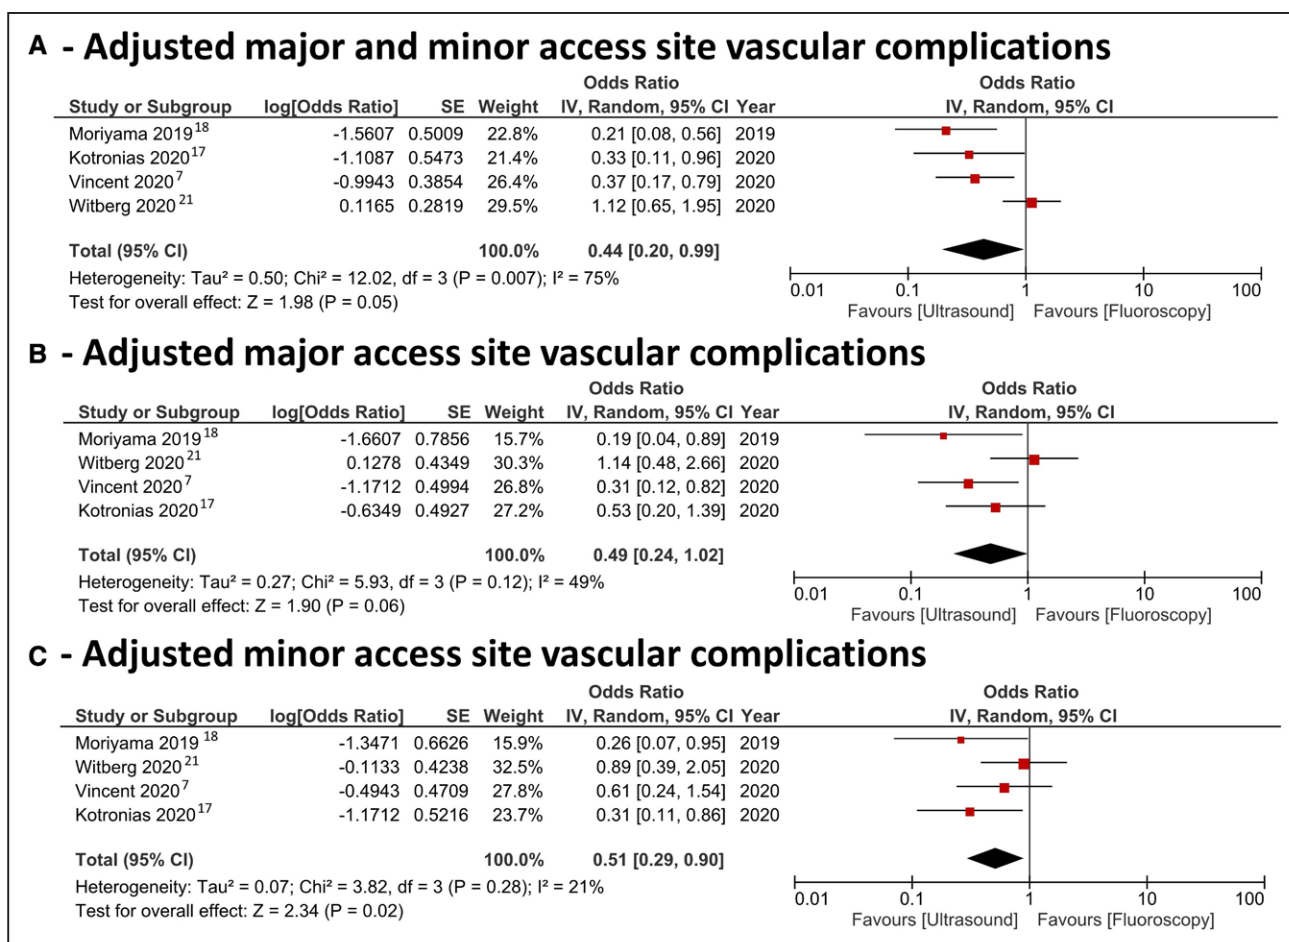 A - Adjusted major and minor access site vascular complications
Odds Ratio Odds Ratio
Study or Subgroup log[Odds Ratio] SE Weight IV, Random, 95% CI Year IV, Random, 95% CI
Moriyama 2019 18 -1.5607 0.5009 22.8% 0.21 [0.08, 0.56] 2019
Kotronias 2020 17 -1.1087 0.5473 21.4% 0.33 [0.11, 0.96] 2020
Vincent 2020 7 -0.9943 0.3854 26.4% 0.37 [0.17, 0.79] 2020
Witberg 2020 21 0.1165 0.2819 29.5% 1.12 [0.65, 1.95] 2020
Total (95% CI) 100.0% 0.44 [0.20, 0.99]
Heterogeneity: Tau² = 0.50; Chi² = 12.02, df = 3 (P = 0.007); I² = 75%
Test for overall effect: Z = 1.98 (P = 0.05)
0.01 0.1 1 10 100
Favours [Ultrasound] Favours [Fluoroscopy]
B - Adjusted major access site vascular complications
Odds Ratio Odds Ratio
Study or Subgroup log[Odds Ratio] SE Weight IV, Random, 95% CI Year IV, Random, 95% CI
Moriyama 2019 18 -1.6607 0.7856 15.7% 0.19 [0.04, 0.89] 2019
Witberg 2020 21 0.1278 0.4349 30.3% 1.14 [0.48, 2.66] 2020
Vincent 2020 7 -1.1712 0.4994 26.8% 0.31 [0.12, 0.82] 2020
Kotronias 2020 17 -0.6349 0.4927 27.2% 0.53 [0.20, 1.39] 2020
Total (95% CI) 100.0% 0.49 [0.24, 1.02]
Heterogeneity: Tau² = 0.27; Chi² = 5.93, df = 3 (P = 0.12); I² = 49%
Test for overall effect: Z = 1.90 (P = 0.06)
0.01 0.1 1 10 100
Favours [Ultrasound] Favours [Fluoroscopy]
C - Adjusted minor access site vascular complications
Odds Ratio Odds Ratio
Study or Subgroup log[Odds Ratio] SE Weight IV, Random, 95% CI Year IV, Random, 95% CI
Moriyama 2019 18 -1.3471 0.6626 15.9% 0.26 [0.07, 0.95] 2019
Witberg 2020 21 -0.1133 0.4238 32.5% 0.89 [0.39, 2.05] 2020
Vincent 2020 7 -0.4943 0.4709 27.8% 0.61 [0.24, 1.54] 2020
Kotronias 2020 17 -1.1712 0.5216 23.7% 0.31 [0.11, 0.86] 2020
Total (95% CI) 100.0% 0.51 [0.29, 0.90]
Heterogeneity: Tau² = 0.07; Chi² = 3.82, df = 3 (P = 0.28); I² = 21%
Test for overall effect: Z = 2.34 (P = 0.02)
0.01 0.1 1 10 100
Favours [Ultrasound] Favours [Fluoroscopy]